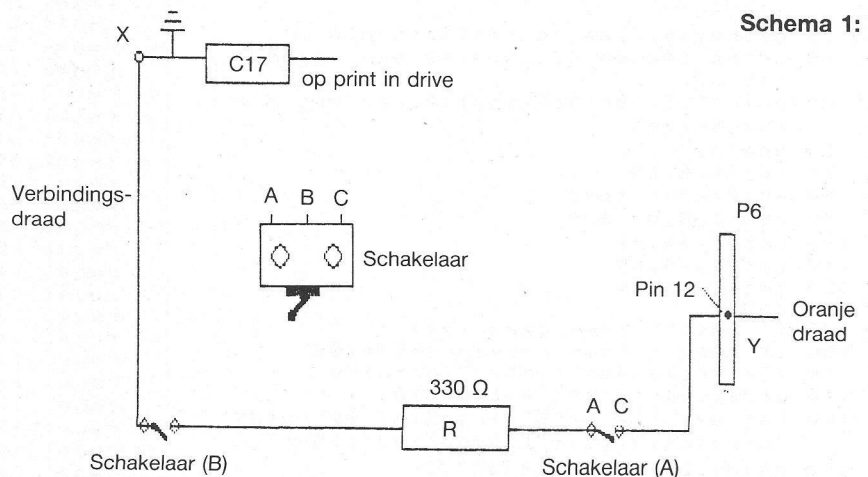 Schema 1:
X
C17
op print in drive
Verbindings-
draad
A B C
Schakelaar
P6
Pin 12
Oranje
draad
Y
330 Ω
R
A C
Schakelaar (B)
Schakelaar (A)